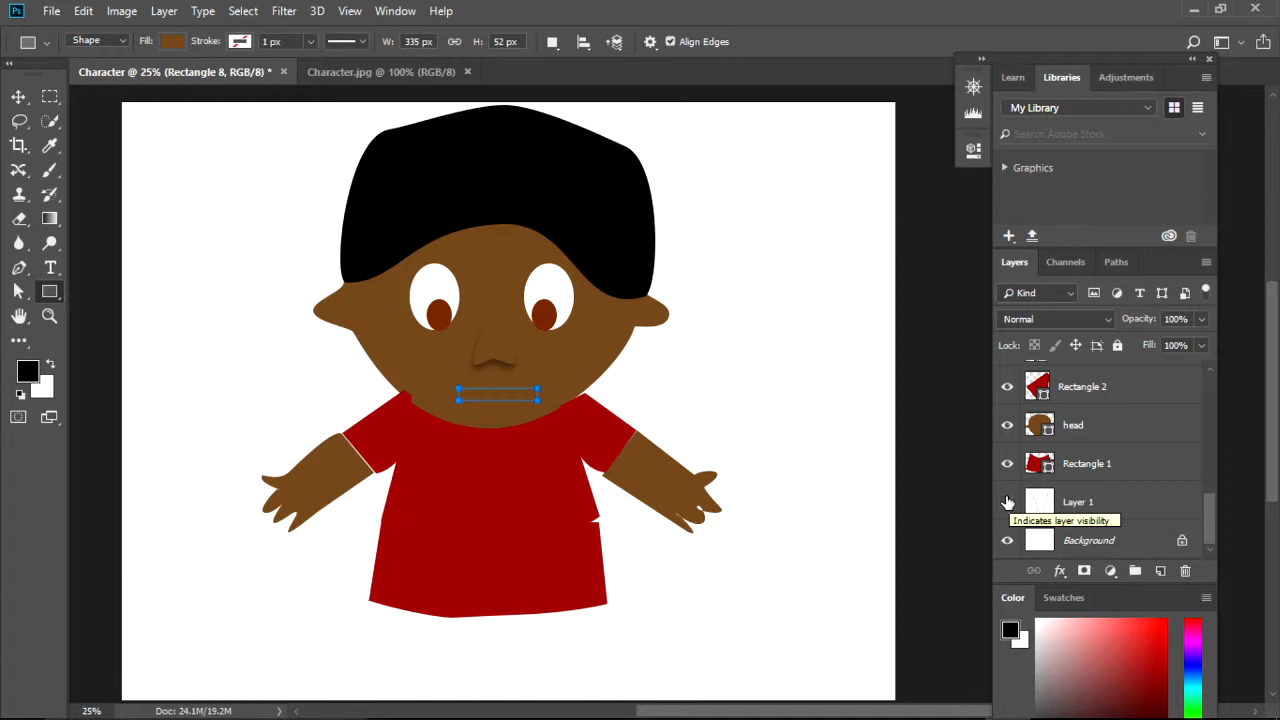 Ps File Edit Image Layer Type Select Filter 3D View Window Help
Shape Fill: Stroke: 1 px W: 335 px H: 52 px Align Edges
Character @ 25% (Rectangle 8, RGB/8) * Character.jpg @ 100% (RGB/8)
Learn Libraries Adjustments
My Library
Search Adobe Stock
Graphics
Layers Channels Paths
Kind
Normal Opacity: 100%
Lock: Fill: 100%
Rectangle 2
head
Rectangle 1
Layer 1
Indicates layer visibility
Background
Color Swatches
25% Doc: 24.1M/19.2M